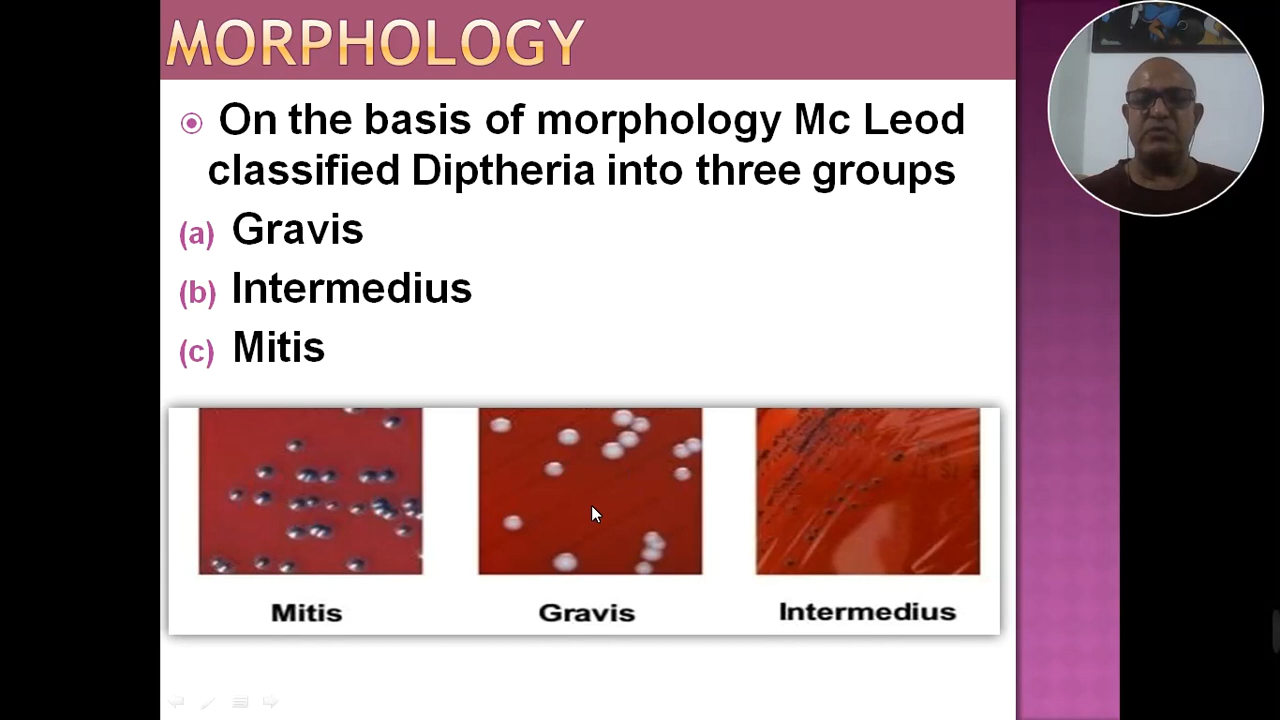 MORPHOLOGY
On the basis of morphology Mc Leod
classified Diptheria into three groups
(a) Gravis
(b) Intermedius
(c) Mitis
Mitis Gravis Intermedius